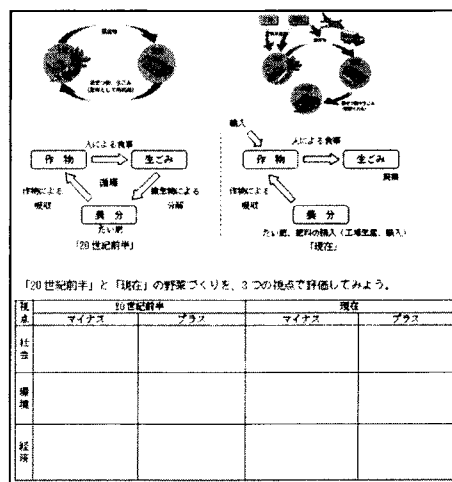 人による食事
作物
生ごみ
循環
作物による
吸収
微生物による
分解
養分
たい肥
「20世紀前半」
輸入
人による食事
作物
生ごみ
廃棄
作物による
吸収
養分
たい肥、肥料の輸入（工場生産、輸入）
「現在」
「20世紀前半」と「現在」の野菜づくりを、3つの視点で評価してみよう。
視点
20世紀前半
現在
マイナス
プラス
マイナス
プラス
社会
環境
経済